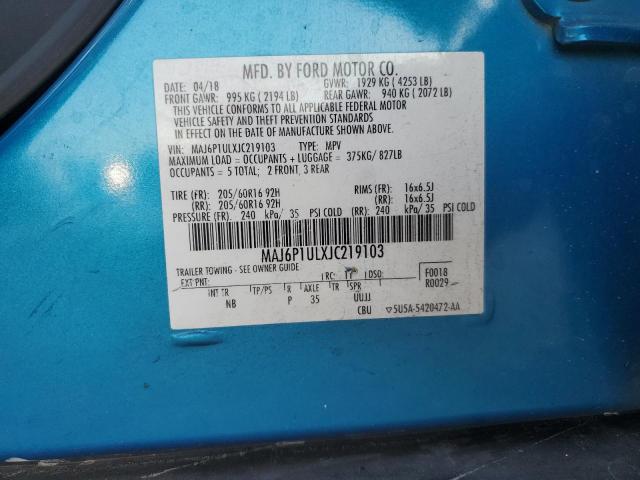 MFD. BY FORD MOTOR CO.
DATE: 04/18 GVWR: 1929 KG ( 4253 LB)
FRONT GAWR: 995 KG ( 2194 LB) REAR GAWR: 940 KG ( 2072 LB)
THIS VEHICLE CONFORMS TO ALL APPLICABLE FEDERAL MOTOR
VEHICLE SAFETY AND THEFT PREVENTION STANDARDS
IN EFFECT ON THE DATE OF MANUFACTURE SHOWN ABOVE.
VIN: MAJ6P1ULXJC219103 TYPE: MPV
MAXIMUM LOAD = OCCUPANTS + LUGGAGE = 375KG/ 827LB
OCCUPANTS = 5 TOTAL; 2 FRONT, 3 REAR
TIRE (FR): 205/60R16 92H RIMS (FR): 16x6.5J
(RR): 205/60R16 92H (RR): 16x6.5J
PRESSURE (FR): 240 kPa/ 35 PSI COLD (RR): 240 kPa/ 35 PSI COLD
MAJ6P1ULXJC219103
TRAILER TOWING - SEE OWNER GUIDE
EXT PNT: RC: 17 DSO: F0018
R0029
INT TR TP/PS R AXLE TR SPR
NB P 35 UUJJ
CBU 5U5A-5420472-AA